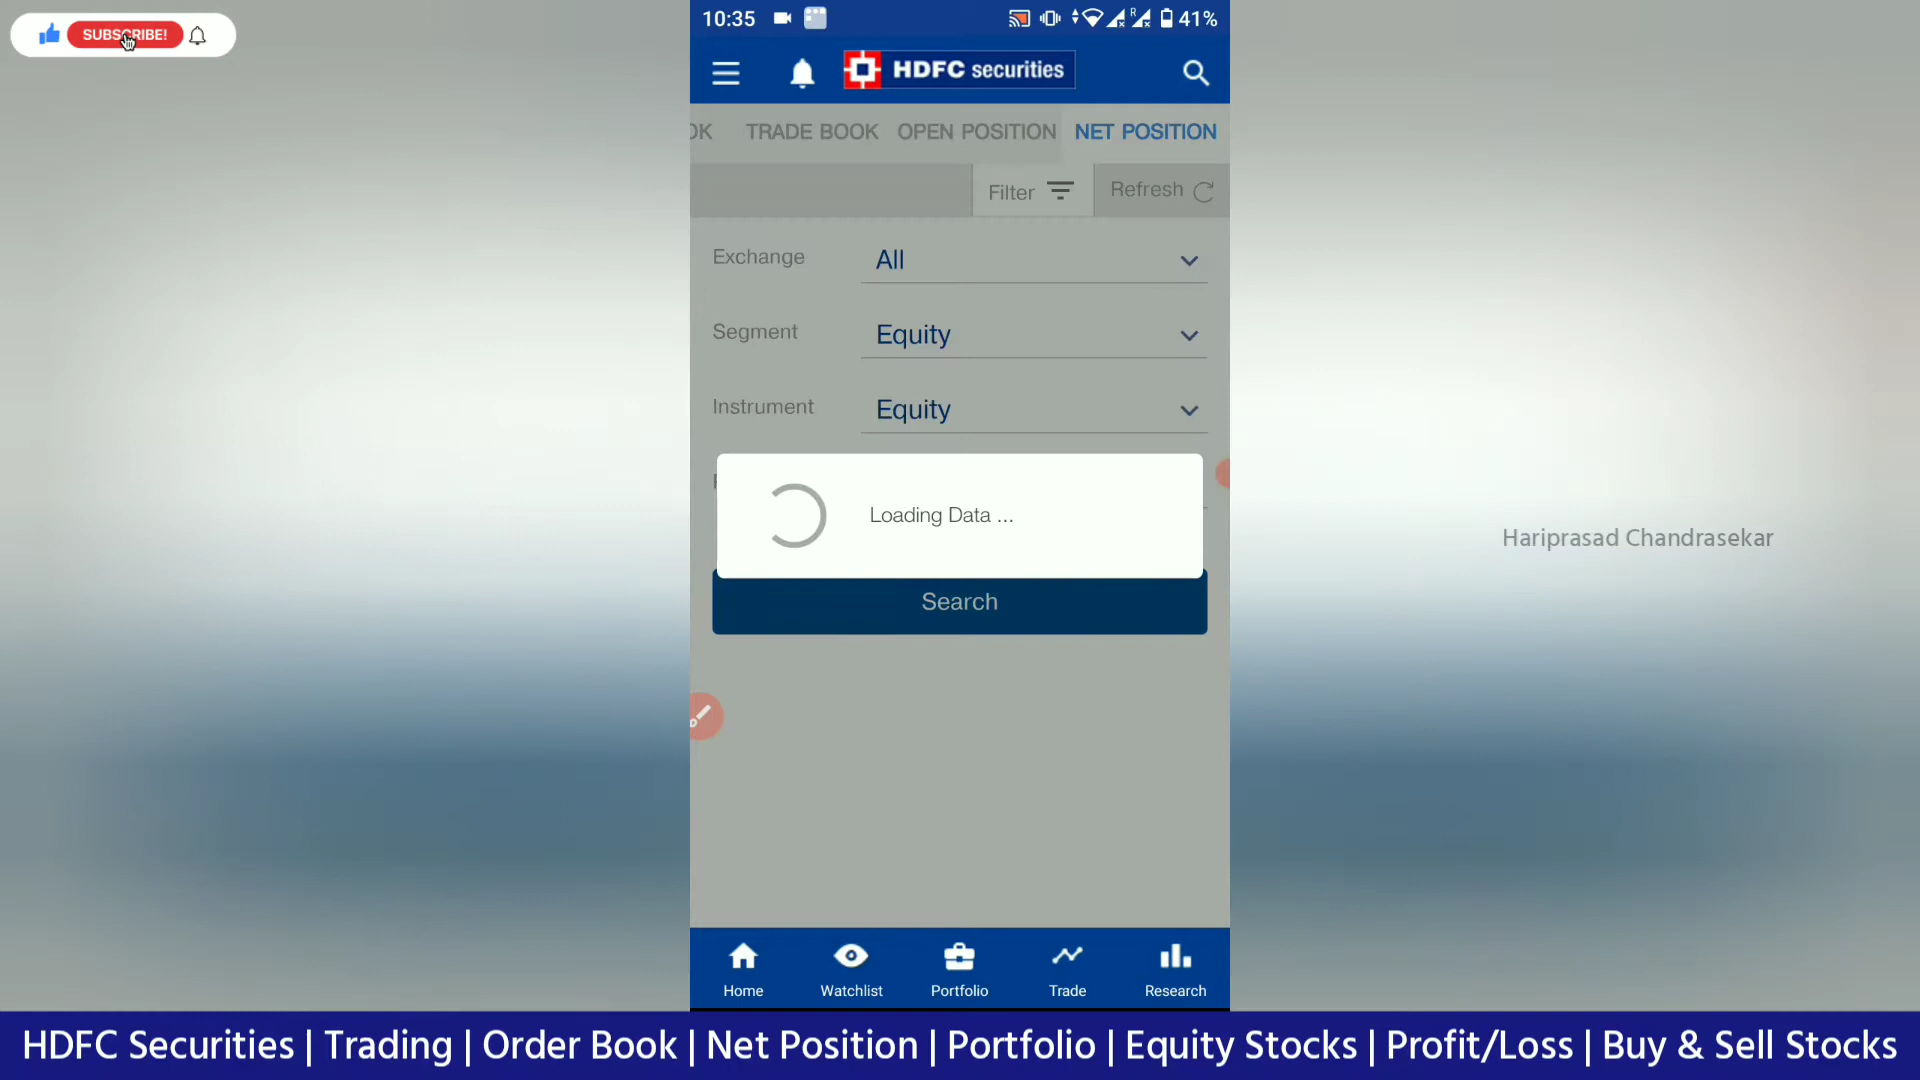 SUBSCRIBE!
10:35
R
41%
HDFC securities
OK TRADE BOOK OPEN POSITION NET POSITION
Filter Refresh
Exchange All
Segment Equity
Instrument Equity
Loading Data ...
Search
Hariprasad Chandrasekar
Home Watchlist Portfolio Trade Research
HDFC Securities | Trading | Order Book | Net Position | Portfolio | Equity Stocks | Profit/Loss | Buy & Sell Stocks